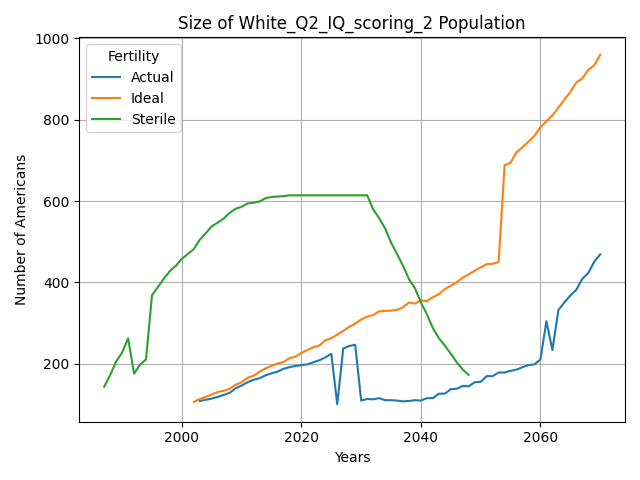 Size of White_Q2_IQ_scoring_2 Population
Number of Americans
1000
800
600
400
200
Fertility
Actual
Ideal
Sterile
2000
2020
2040
2060
Years